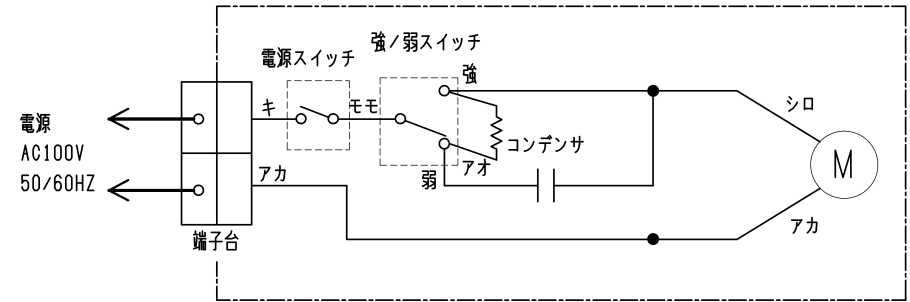 強/弱スイッチ
電源スイッチ
強
キ
モモ
シロ
電源
AC100V
50/60HZ
コンデンサ
M
アオ
アカ
弱
アカ
端子台